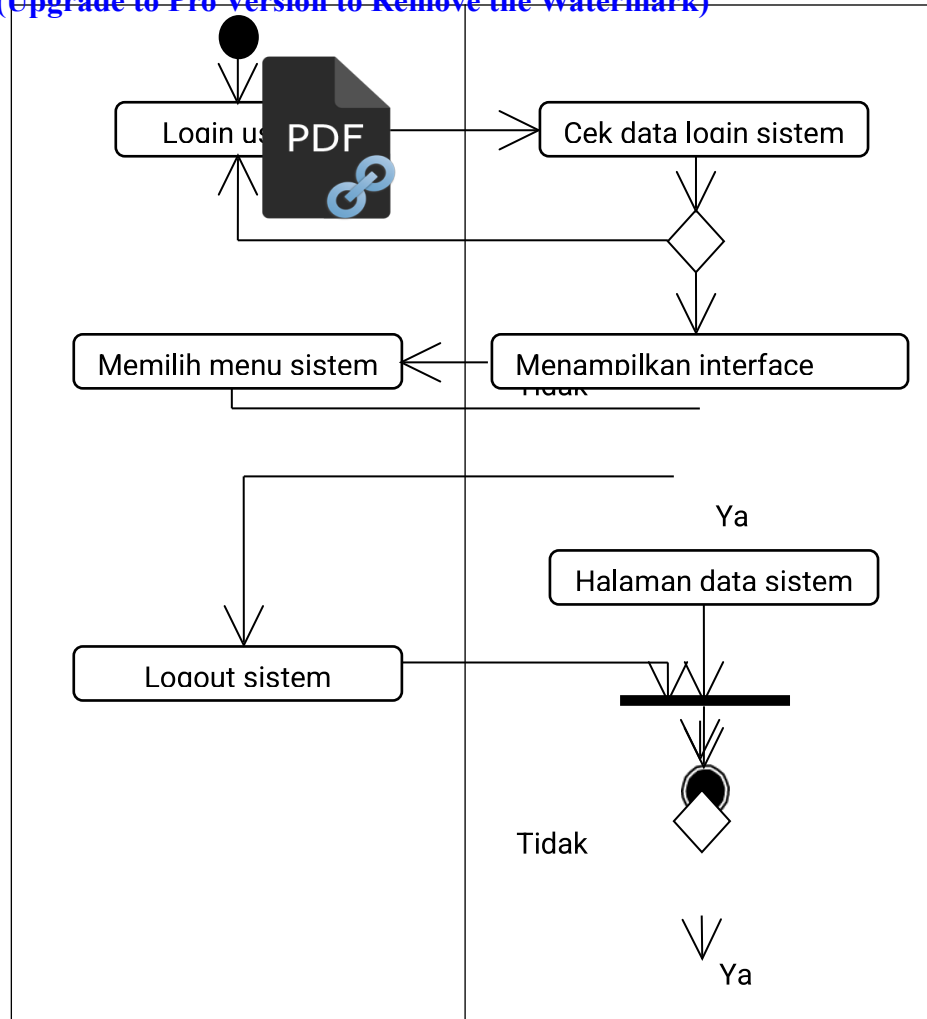 (Upgrade to Pro Version to Remove the Watermark)
Login us
PDF
Cek data login sistem
Memilih menu sistem
Menampilkan interface
Tidak
Ya
Halaman data sistem
Logout sistem
Tidak
Ya